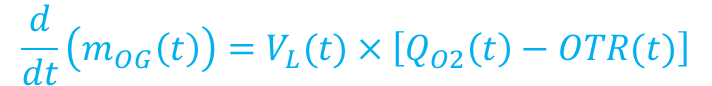 d/dt (m_OG(t)) = V_L(t) × [Q_O2(t) − OTR(t)]